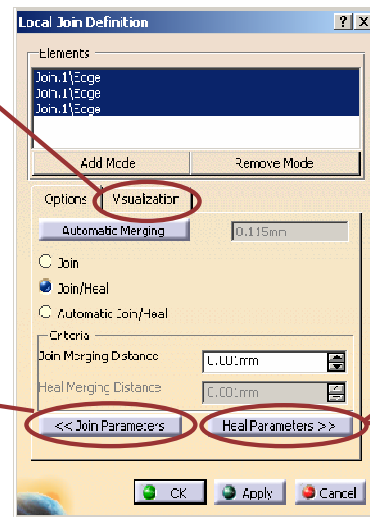 Local Join Definition
Elements
Join.1\Edge
Join.1\Edge
Join.1\Edge
Add Mode
Remove Mode
Options
Visualization
Automatic Merging
0.115mm
Join
Join/Heal
Automatic Join/Heal
Criteria
Join Merging Distance
0.001mm
Heal Merging Distance
0.001mm
<< Join Parameters
Heal Parameters >>
OK
Apply
Cancel